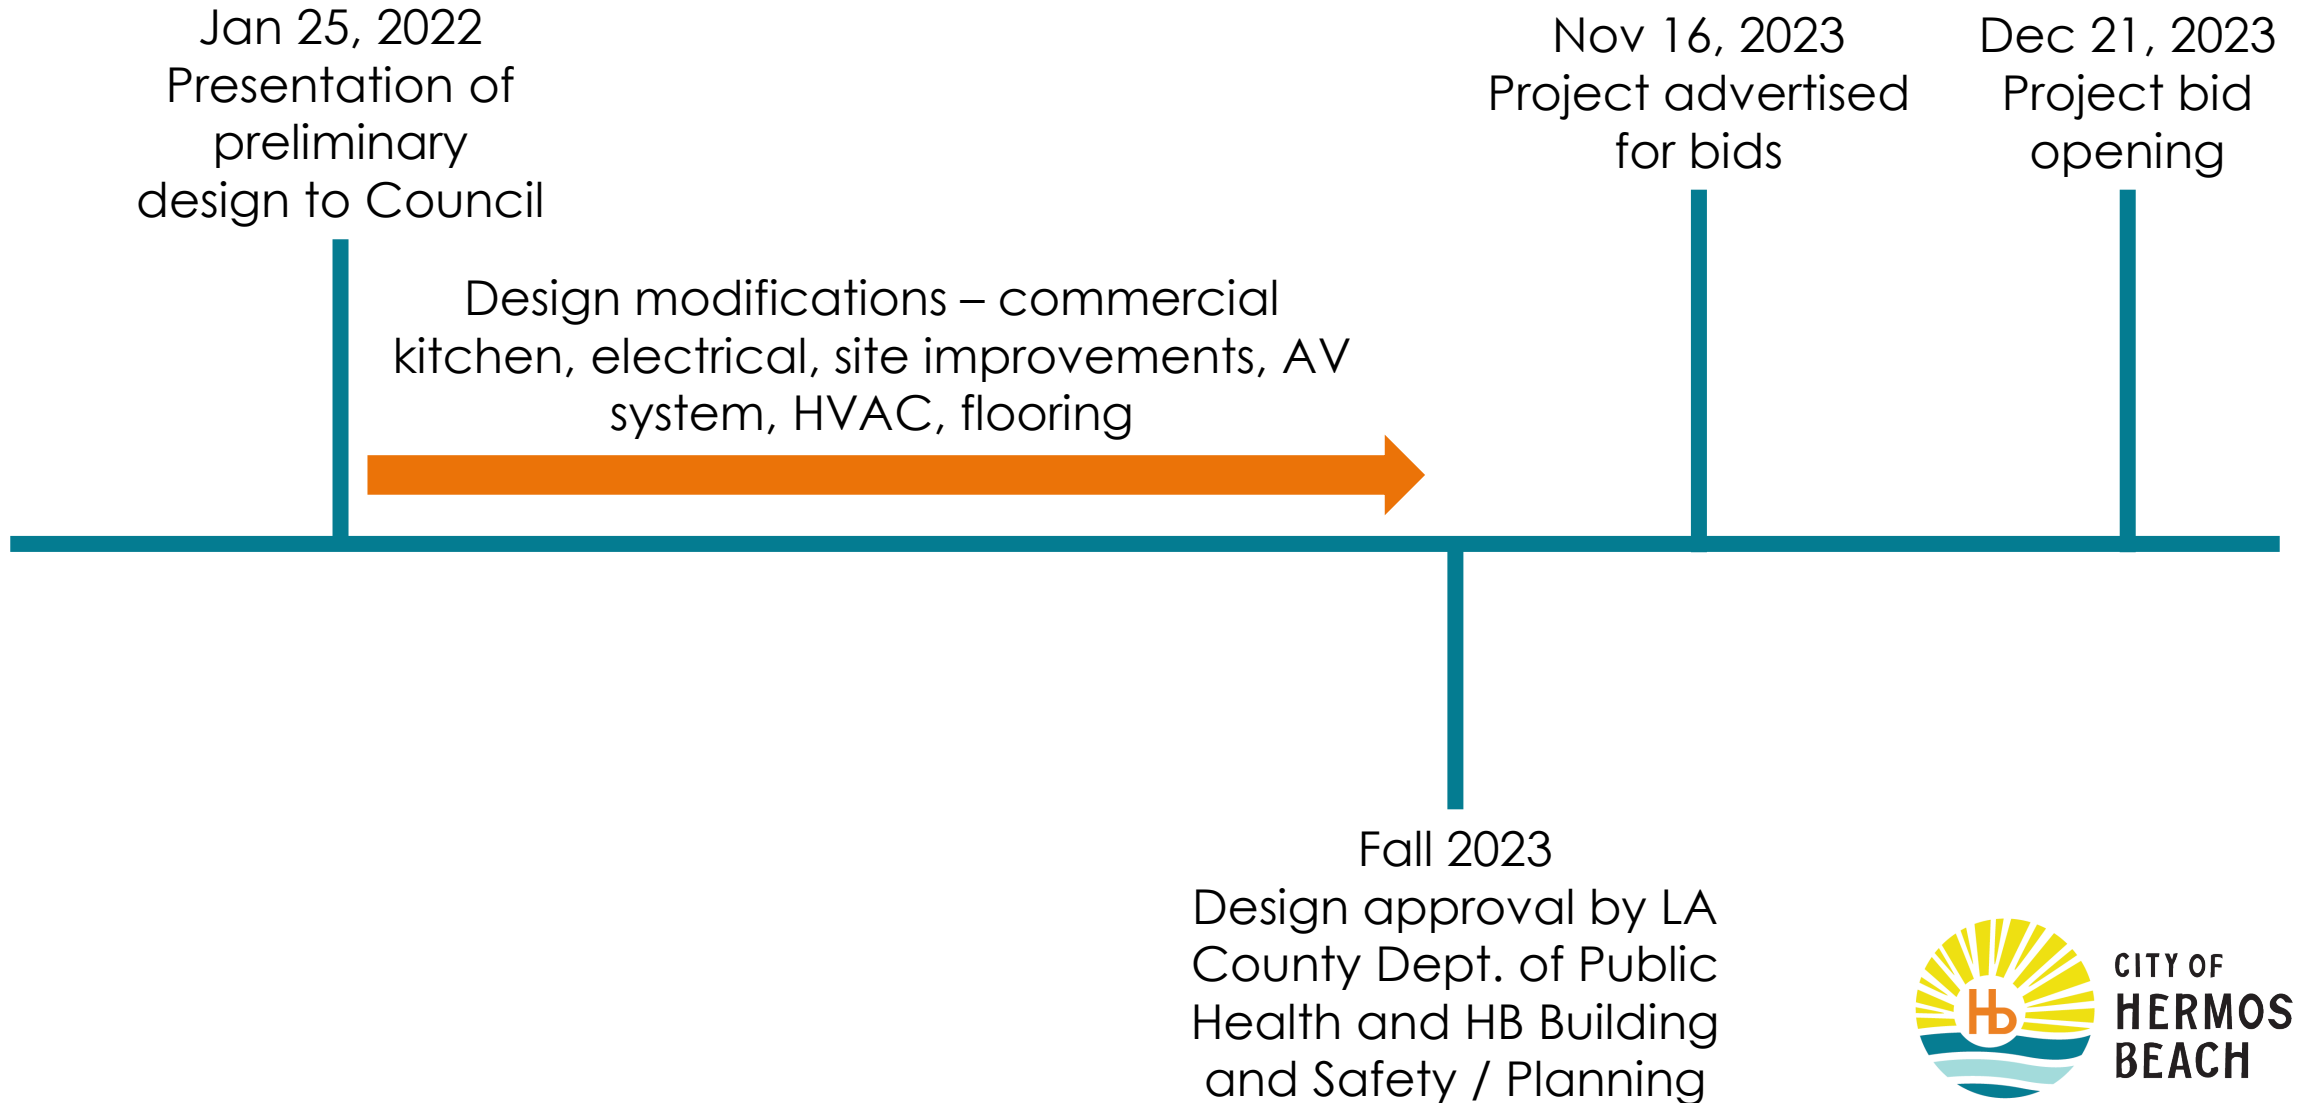 Jan 25, 2022
Presentation of
preliminary
design to Council
Design modifications – commercial
kitchen, electrical, site improvements, AV
system, HVAC, flooring
Nov 16, 2023
Project advertised
for bids
Dec 21, 2023
Project bid
opening
Fall 2023
Design approval by LA
County Dept. of Public
Health and HB Building
and Safety / Planning
Hb
CITY OF
HERMOS
BEACH